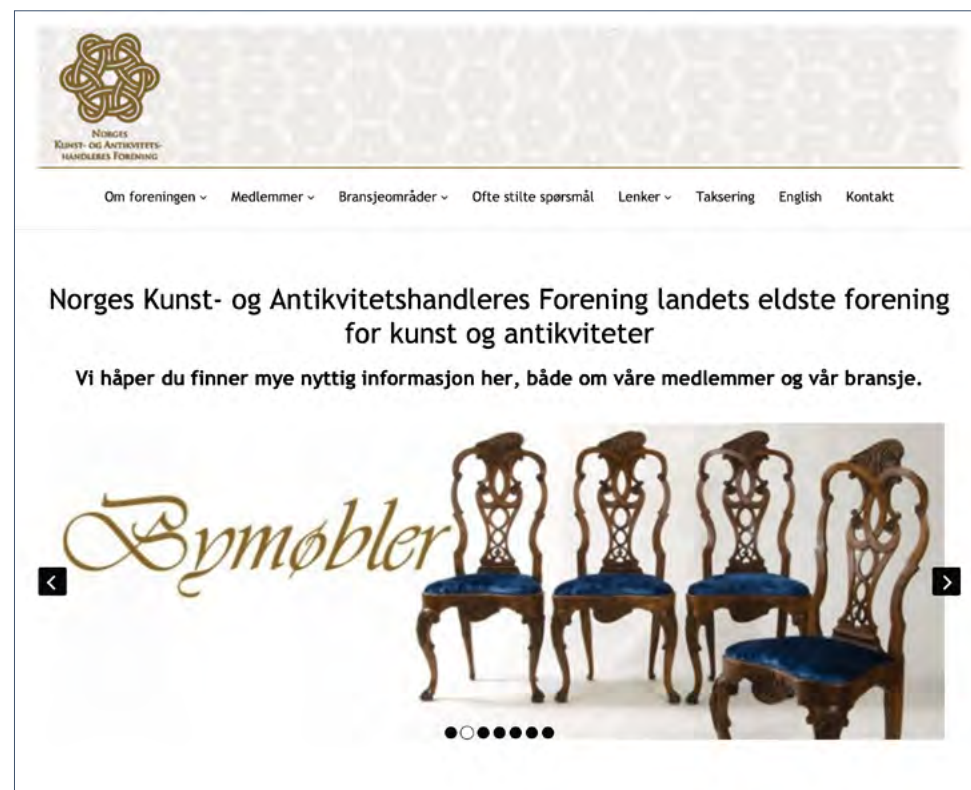 NORGES
KUNST- OG ANTIKVITETS-
HANDLERES FORENING
Om foreningen Medlemmer Bransjeområder Ofte stilte spørsmål Lenker Taksering English Kontakt
Norges Kunst- og Antikvitetshandleres Forening landets eldste forening
for kunst og antikviteter
Vi håper du finner mye nyttig informasjon her, både om våre medlemmer og vår bransje.
Bymøbler